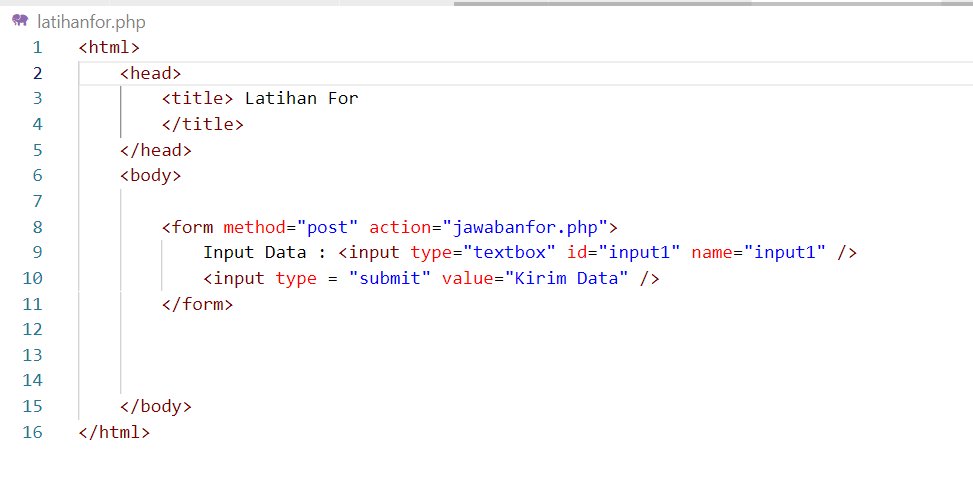 latihanfor.php
1 <html>
2 <head>
3 <title> Latihan For
4 </title>
5 </head>
6 <body>
7
8 <form method="post" action="jawabanfor.php">
9 Input Data : <input type="textbox" id="input1" name="input1" />
10 <input type = "submit" value="Kirim Data" />
11 </form>
12
13
14
15 </body>
16 </html>